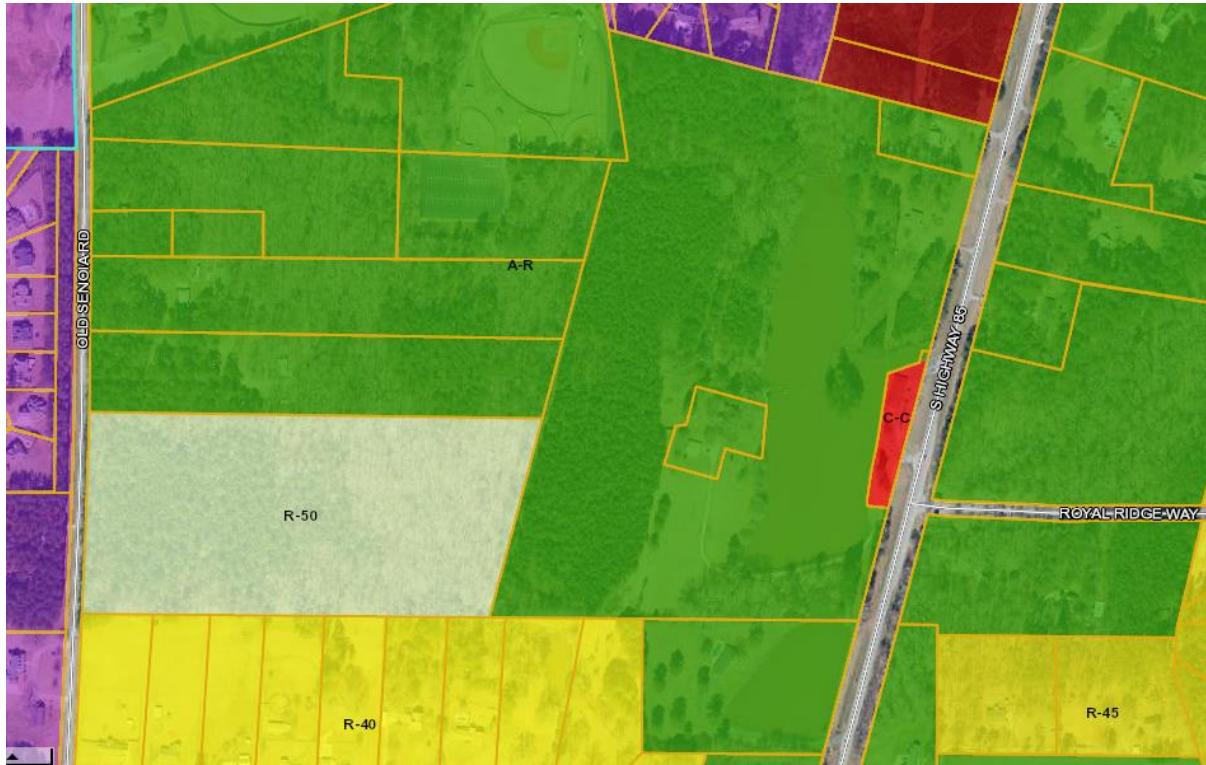 A-R
OLD SENOIA RD
S HIGHWAY 85
C-C
R-50
ROYAL RIDGE WAY
R-45
R-40